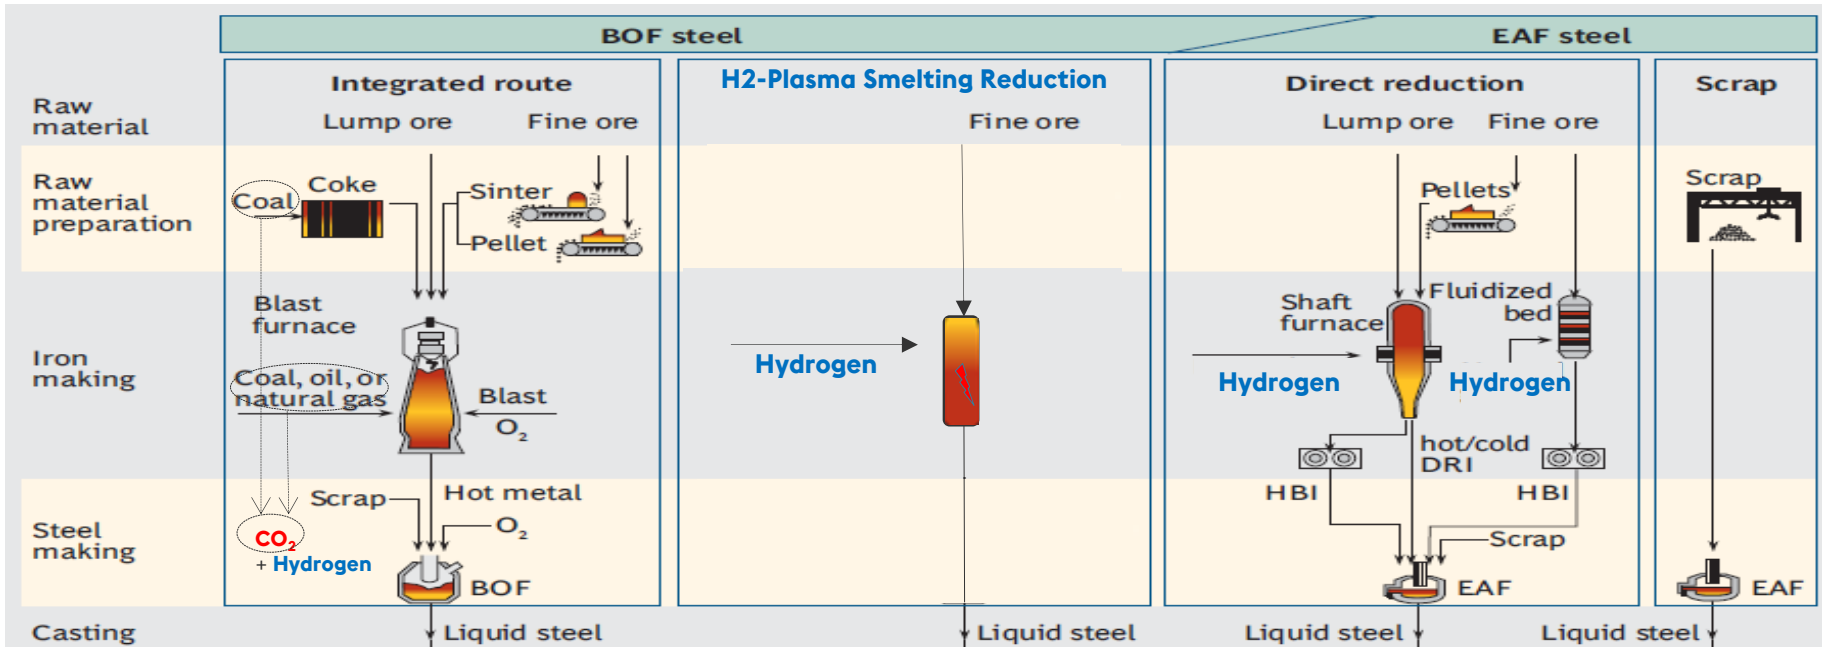 BOF steel
EAF steel
Integrated route
H2-Plasma Smelting Reduction
Direct reduction
Scrap
Raw
material
Lump ore
Fine ore
Fine ore
Lump ore
Fine ore
Raw
material
preparation
Coal
Coke
Sinter
Pellet
Pellets
Scrap
Iron
making
Blast
furnace
Coal, oil, or
natural gas
Blast
O₂
Hydrogen
Shaft
furnace
Fluidized
bed
Hydrogen
Hydrogen
hot/cold
DRI
HBI
HBI
Steel
making
Scrap
Hot metal
O₂
CO₂
+ Hydrogen
BOF
Scrap
EAF
EAF
Casting
Liquid steel
Liquid steel
Liquid steel
Liquid steel